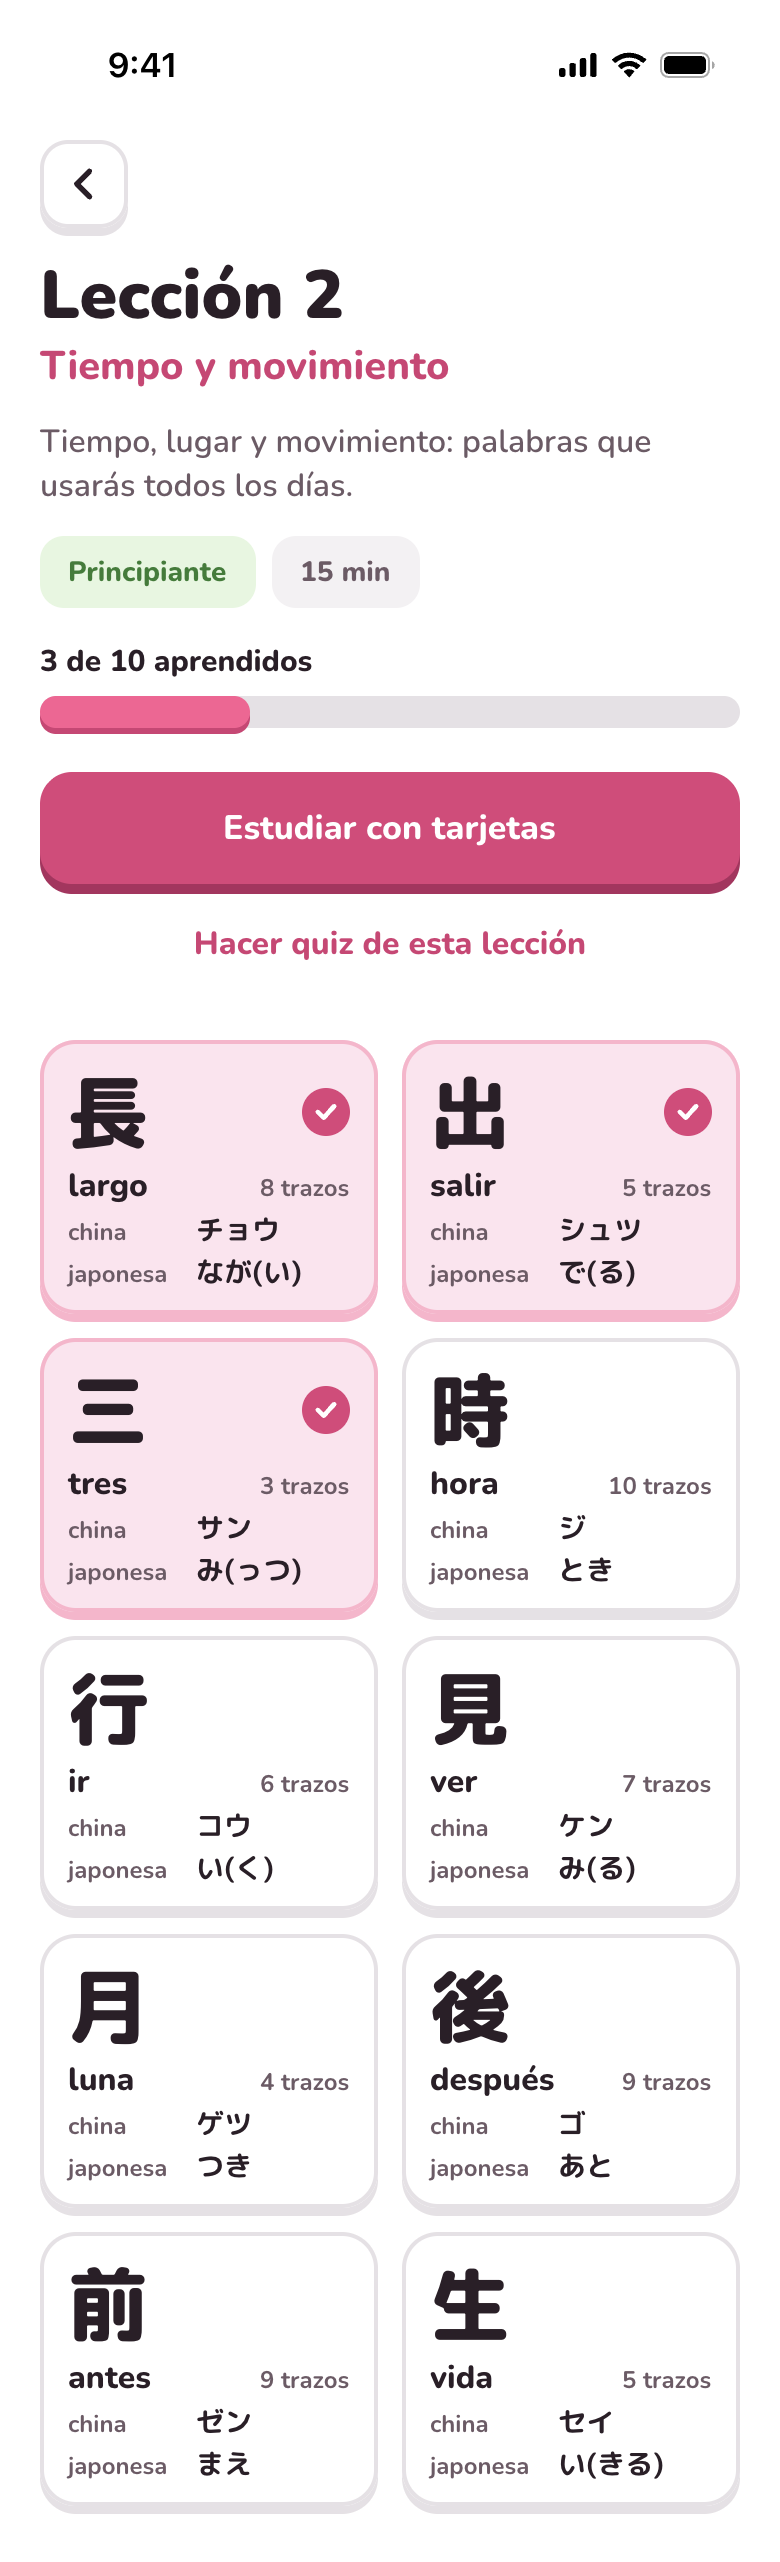 9:41
Lección 2
Tiempo y movimiento
Tiempo, lugar y movimiento: palabras que
usarás todos los días.
Principiante
15 min
3 de 10 aprendidos
Estudiar con tarjetas
Hacer quiz de esta lección
長
largo 8 trazos
china チョウ
japonesa なが(い)
出
salir 5 trazos
china シュツ
japonesa で(る)
三
tres 3 trazos
china サン
japonesa み(っつ)
時
hora 10 trazos
china ジ
japonesa とき
行
ir 6 trazos
china コウ
japonesa い(く)
見
ver 7 trazos
china ケン
japonesa み(る)
月
luna 4 trazos
china ゲツ
japonesa つき
後
después 9 trazos
china ゴ
japonesa あと
前
antes 9 trazos
china ゼン
japonesa まえ
生
vida 5 trazos
china セイ
japonesa い(きる)